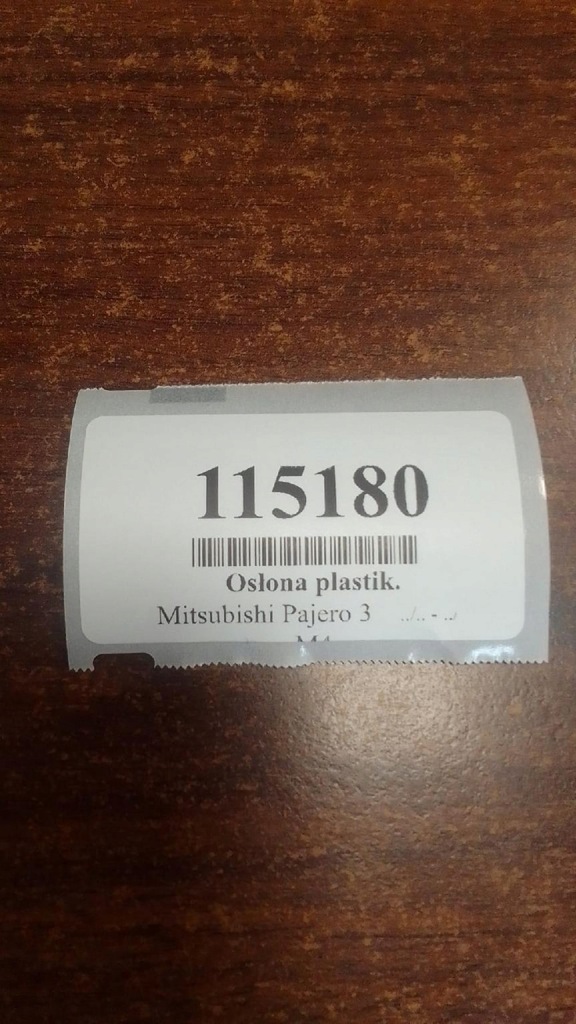 115180
Osłona plastik.
Mitsubishi Pajero 3 ../.. - ../